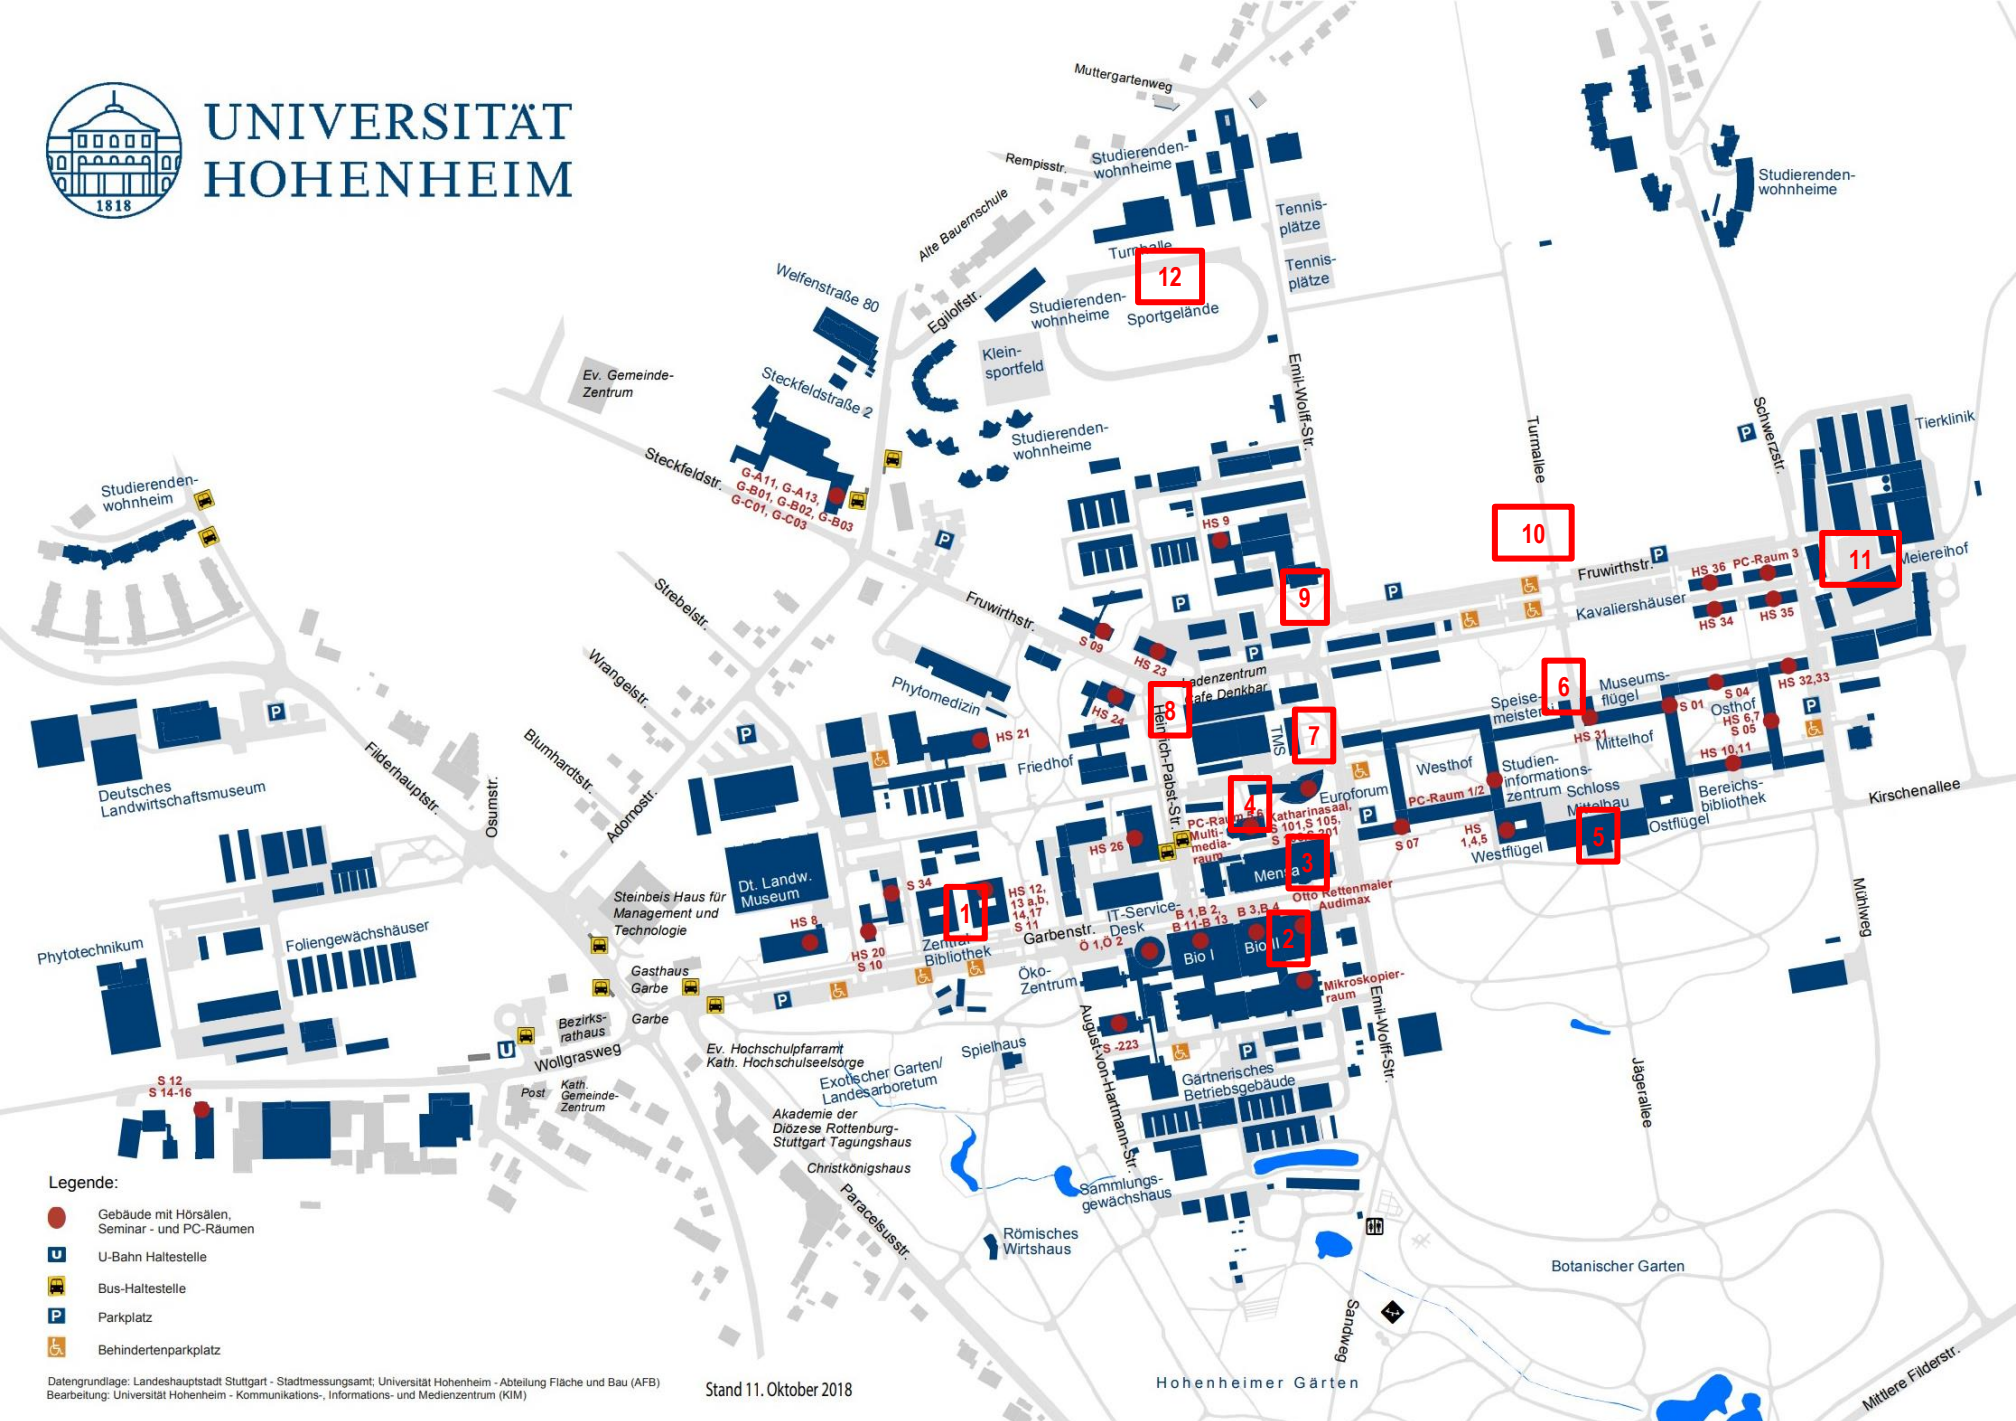 UNIVERSITÄT
HOHENHEIM
1818
Muttergartenweg
Rempisstr.
Studierenden-
wohnheime
Alte Bauernschule
Tennis-
plätze
Tennis-
plätze
Turnhalle
12
Sportgelände
Studierenden-
wohnheime
Studierenden-
wohnheime
Welfenstraße 80
Egilolfstr.
Klein-
sportfeld
Ev. Gemeinde-
Zentrum
Steckfeldstraße 2
Studierenden-
wohnheime
Emil-Wolff-Str.
Turmallee
Schwerzstr.
Tierklinik
P
Steckfeldstr.
G-A11, G-A13,
G-B01, G-B02, G-B03
G-C01, G-C03
Studierenden-
wohnheim
P
HS 9
10
P
Fruwirthstr.
HS 36
PC-Raum 3
11
Meiereihof
Strebelstr.
Fruwirthstr.
P
9
P
Kavaliershäuser
HS 34
HS 35
S 09
HS 23
P
Ladenzentrum
Cafe Denkbar
Wrangelstr.
Phytomedizin
HS 24
8
Heinrich-Pabst-Str.
6
Speise-
meisterei
Museums-
flügel
HS 32,33
S 01
S 04
Osthof
HS 6,7
S 05
P
P
Blumhardtstr.
P
HS 21
Friedhof
TMS
7
HS 31
Mittelhof
HS 10,11
Filderhauptstr.
Osumstr.
Adornostr.
Westhof
Studien-
informations-
zentrum
Schloss
Mittelbau
Bereichs-
bibliothek
Kirschenallee
Deutsches
Landwirtschaftsmuseum
4
Euroforum
PC-Raum 1/2
P
Ostflügel
PC-Raum
Multi-
media-
raum
Katharinasaal,
S 101,S 105,
HS 26
HS
1,4,5
S 07
Westflügel
5
Mensa
3
Otto Rettenmaier
Audimax
Dt. Landw.
Museum
S 34
1
HS 12,
13 a,b,
14,17
S 11
IT-Service-
Desk
B 1,B 2,
B 11-B 13
B 3,B 4
Steinbeis Haus für
Management und
Technologie
HS 8
HS 20
S 10
Zentral-
Bibliothek
Garbenstr.
Ö 1,Ö 2
Bio I
Bio II
2
Mühlweg
Phytotechnikum
Foliengewächshäuser
Gasthaus
Garbe
P
Öko-
Zentrum
Mikroskopier-
raum
Bezirks-
rathaus
Garbe
U
Wollgrasweg
Ev. Hochschulpfarramt
Kath. Hochschulseelsorge
Spielhaus
August-von-Hartmann-Str.
S -223
P
Emil-Wolff-Str.
Post
Kath.
Gemeinde-
Zentrum
Exotischer Garten/
Landesarboretum
Gärtnerisches
Betriebsgebäude
Jägerallee
S 12
S 14-16
Akademie der
Diözese Rottenburg-
Stuttgart Tagungshaus
Christkönigshaus
Sammlungs-
gewächshaus
Paracelsusstr.
Römisches
Wirtshaus
Botanischer Garten
Sandweg
Hohenheimer Gärten
Mittlere Filderstr.
Legende:
Gebäude mit Hörsälen,
Seminar - und PC-Räumen
U
U-Bahn Haltestelle
Bus-Haltestelle
P
Parkplatz
Behindertenparkplatz
Datengrundlage: Landeshauptstadt Stuttgart - Stadtmessungsamt; Universität Hohenheim - Abteilung Fläche und Bau (AFB)
Bearbeitung: Universität Hohenheim - Kommunikations-, Informations- und Medienzentrum (KIM)
Stand 11. Oktober 2018